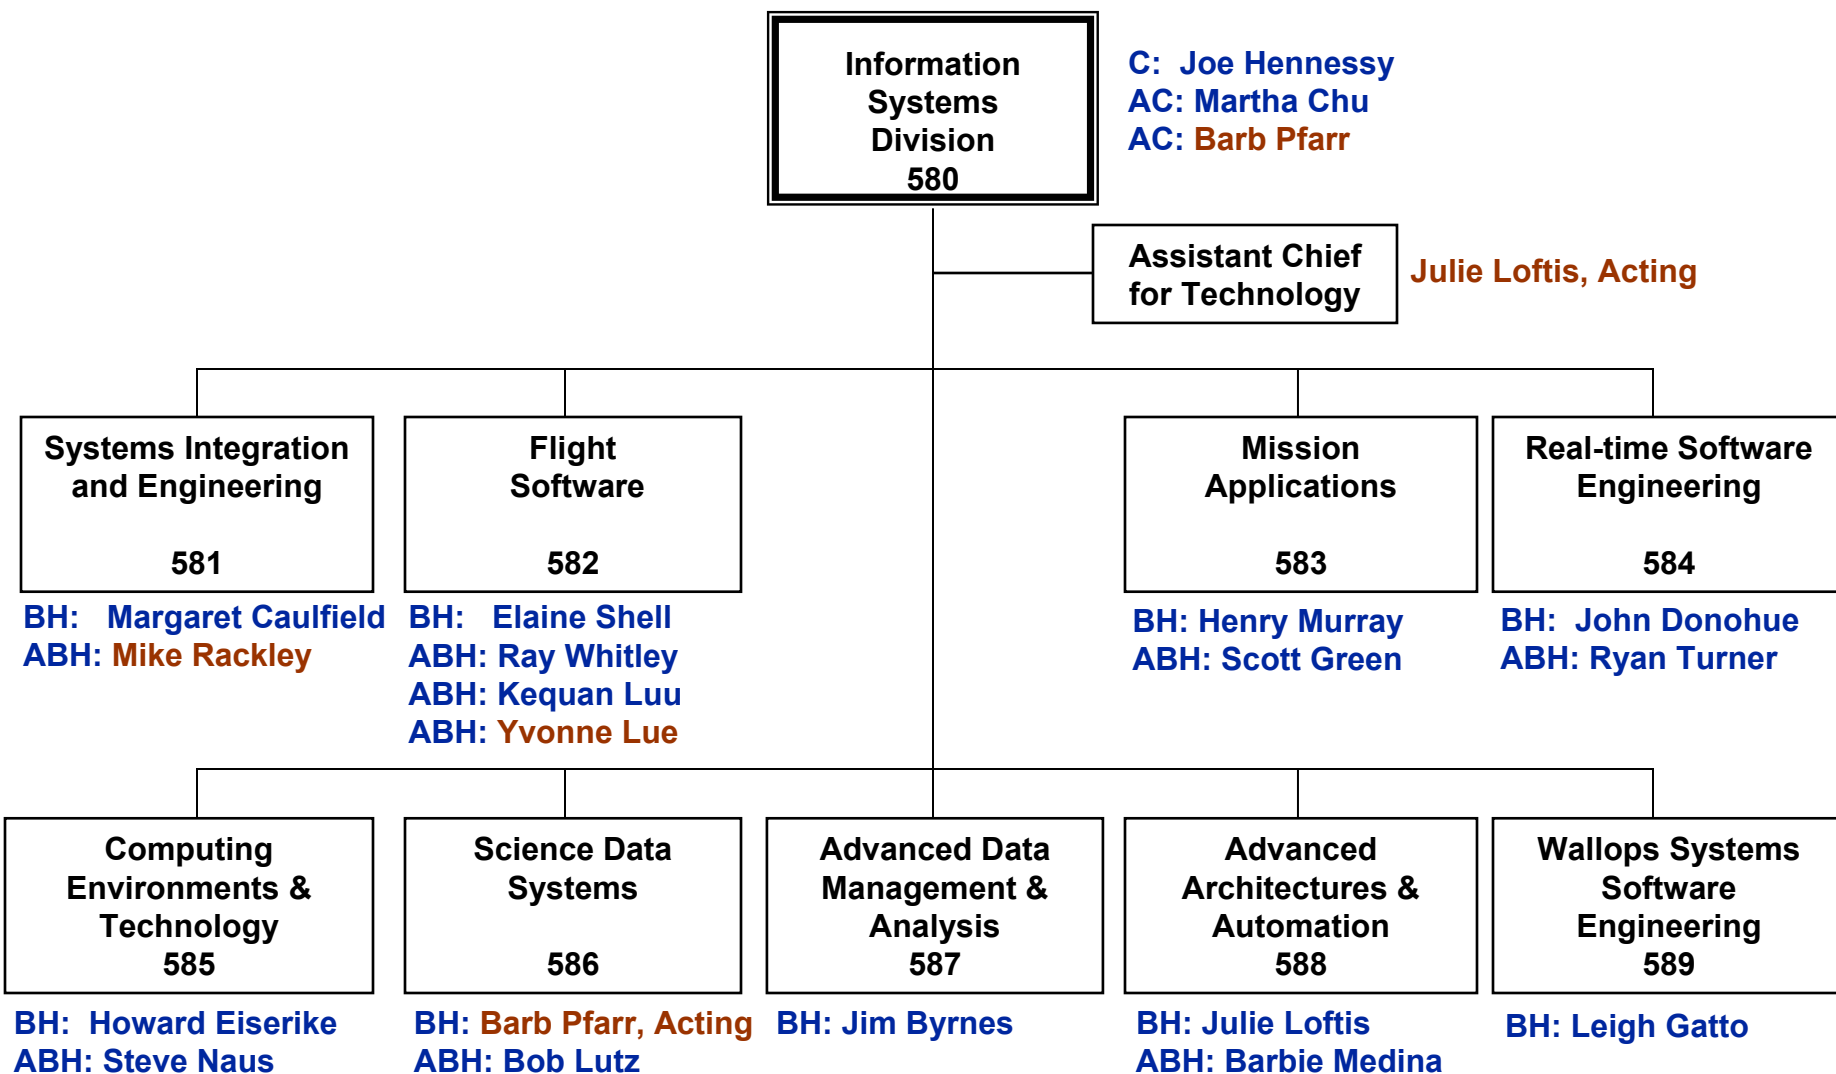 Information
Systems
Division
580
C: Joe Hennessy
AC: Martha Chu
AC: Barb Pfarr
Assistant Chief
for Technology
Julie Loftis, Acting
Systems Integration
and Engineering
581
BH: Margaret Caulfield
ABH: Mike Rackley
Flight
Software
582
BH: Elaine Shell
ABH: Ray Whitley
ABH: Kequan Luu
ABH: Yvonne Lue
Mission
Applications
583
BH: Henry Murray
ABH: Scott Green
Real-time Software
Engineering
584
BH: John Donohue
ABH: Ryan Turner
Computing
Environments &
Technology
585
BH: Howard Eiserike
ABH: Steve Naus
Science Data
Systems
586
BH: Barb Pfarr, Acting
ABH: Bob Lutz
Advanced Data
Management &
Analysis
587
BH: Jim Byrnes
Advanced
Architectures &
Automation
588
BH: Julie Loftis
ABH: Barbie Medina
Wallops Systems
Software
Engineering
589
BH: Leigh Gatto